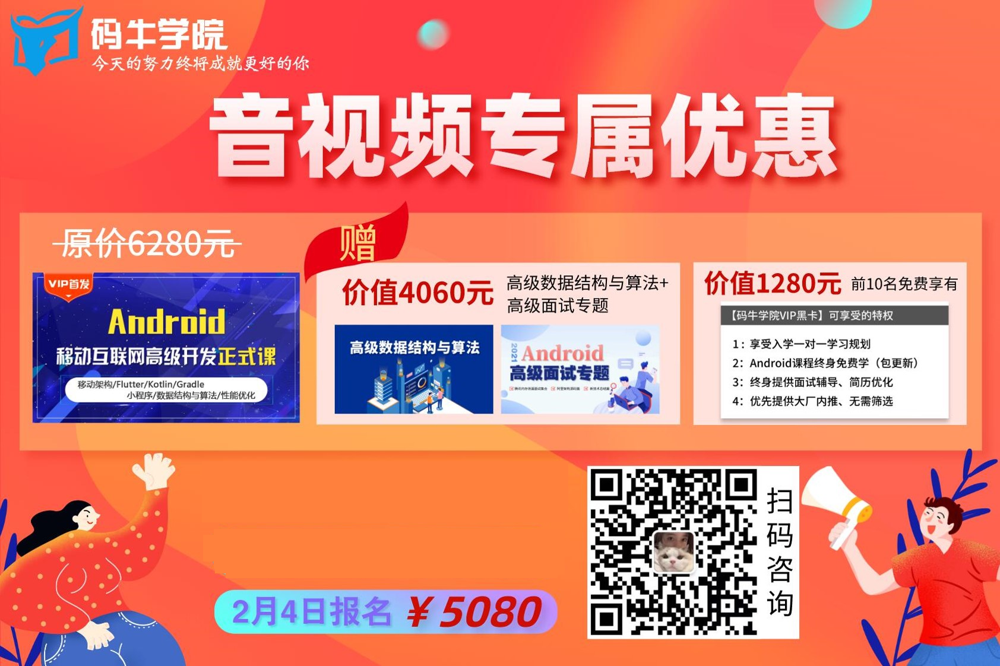 码牛学院
今天的努力终将成就更好的你
音视频专属优惠
原价6280元
VIP首发
Android
移动互联网高级开发正式课
移动架构/Flutter/Kotlin/Gradle
小程序/数据结构与算法/性能优化
赠
价值4060元
高级数据结构与算法+
高级面试专题
高级数据结构与算法
2021
Android
高级面试专题
价值1280元 前10名免费享有
【码牛学院VIP黑卡】可享受的特权
1：享受入学一对一学习规划
2：Android课程终身免费学（包更新）
3：终身提供面试辅导、简历优化
4：优先提供大厂内推、无需筛选
2月4日报名 ¥5080
扫码咨询